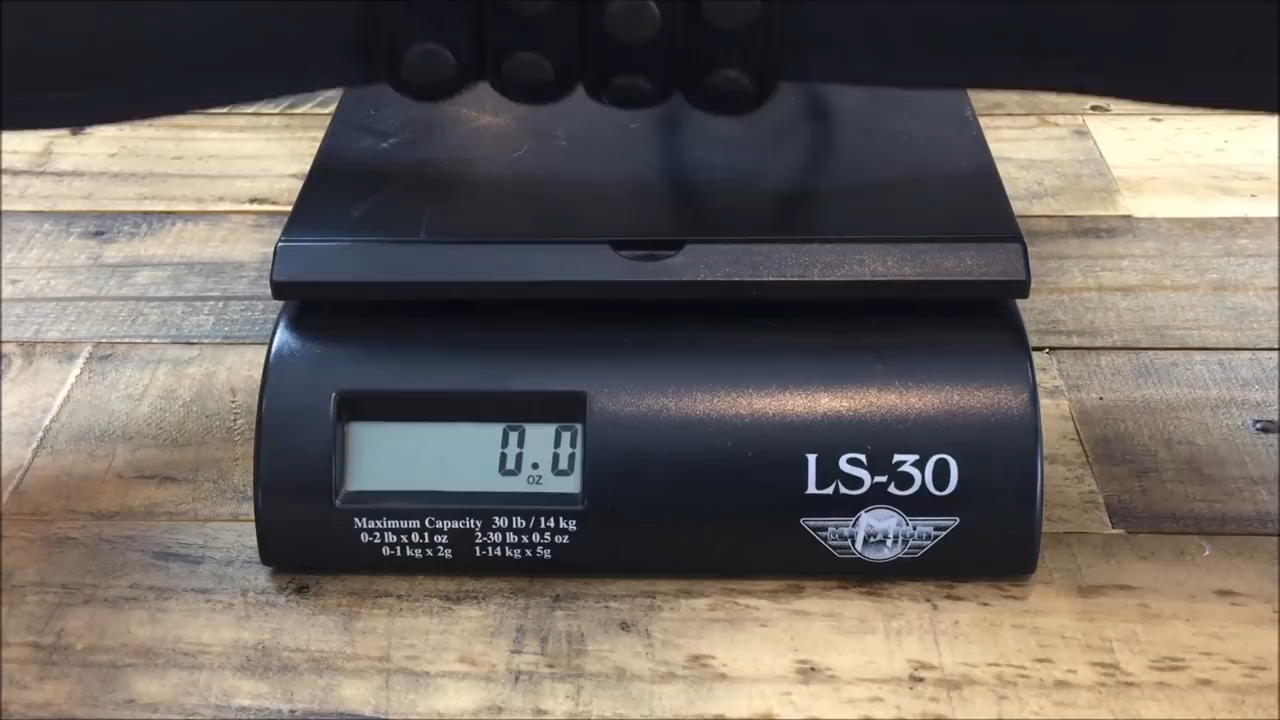 0.0
oz
LS-30
Maximum Capacity 30 lb / 14 kg
0-2 lb x 0.1 oz 2-30 lb x 0.5 oz
0-1 kg x 2g 1-14 kg x 5g